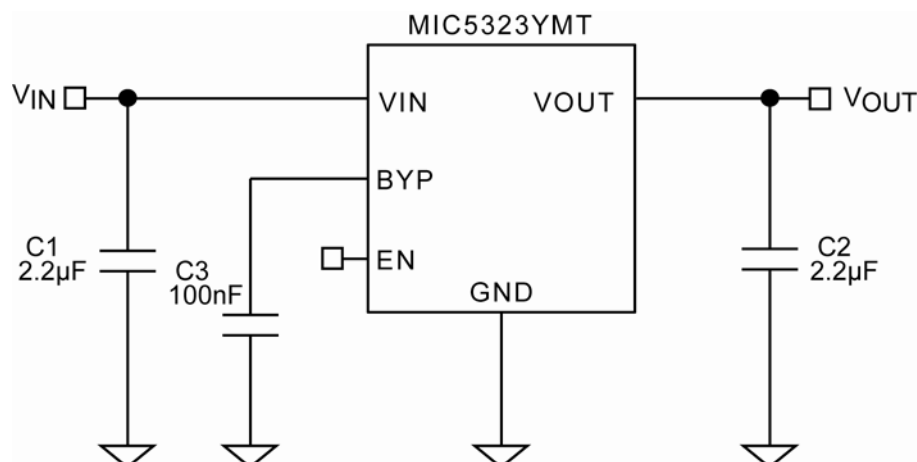 MIC5323YMT
VIN
VIN
VOUT
VOUT
BYP
EN
GND
C1
2.2µF
C3
100nF
C2
2.2µF